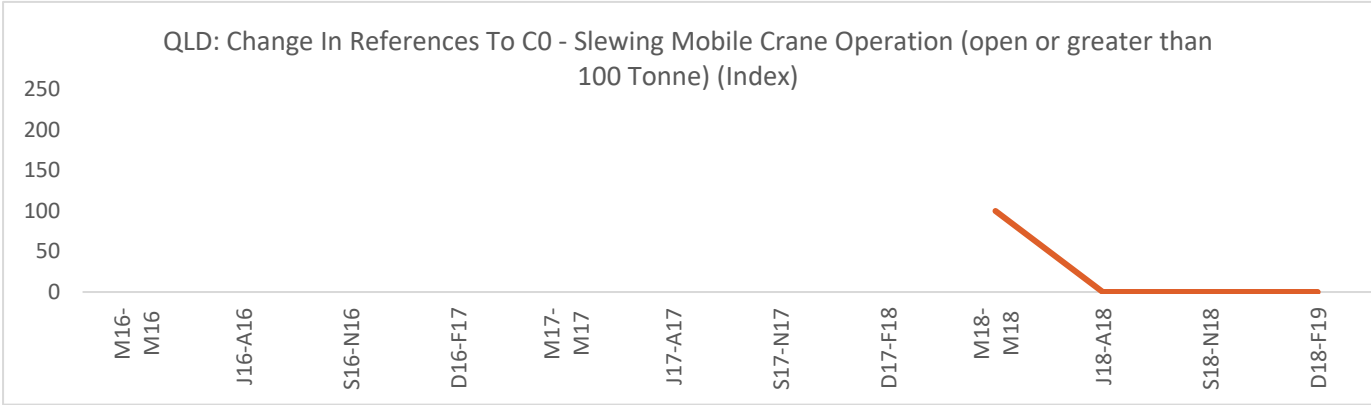 QLD: Change In References To C0 - Slewing Mobile Crane Operation (open or greater than
100 Tonne) (Index)
250
200
150
100
50
0
M16-
M16
J16-A16
S16-N16
D16-F17
M17-
M17
J17-A17
S17-N17
D17-F18
M18-
M18
J18-A18
S18-N18
D18-F19